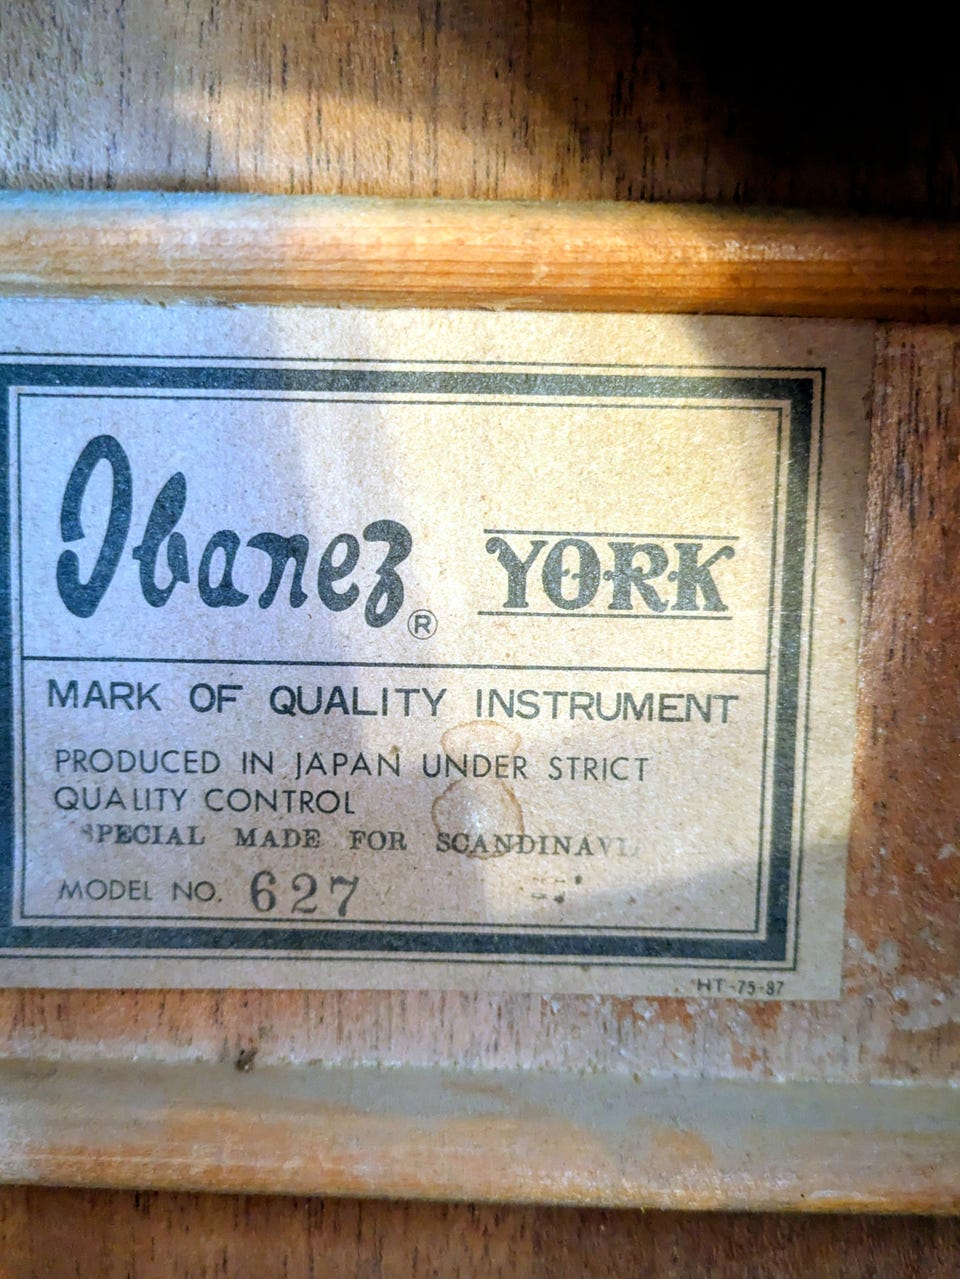 Ibanez® YORK
MARK OF QUALITY INSTRUMENT
PRODUCED IN JAPAN UNDER STRICT
QUALITY CONTROL
SPECIAL MADE FOR
MODEL NO. 627
HT-75-87